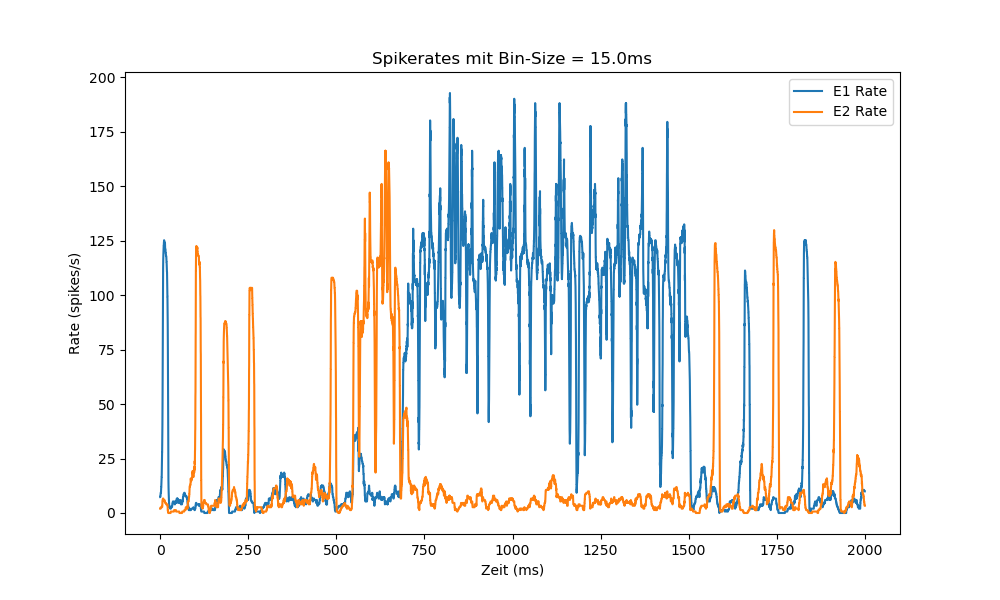 Spikerates mit Bin-Size = 15.0ms
E1 Rate
E2 Rate
Rate (spikes/s)
200
175
150
125
100
75
50
25
0
0 250 500 750 1000 1250 1500 1750 2000
Zeit (ms)